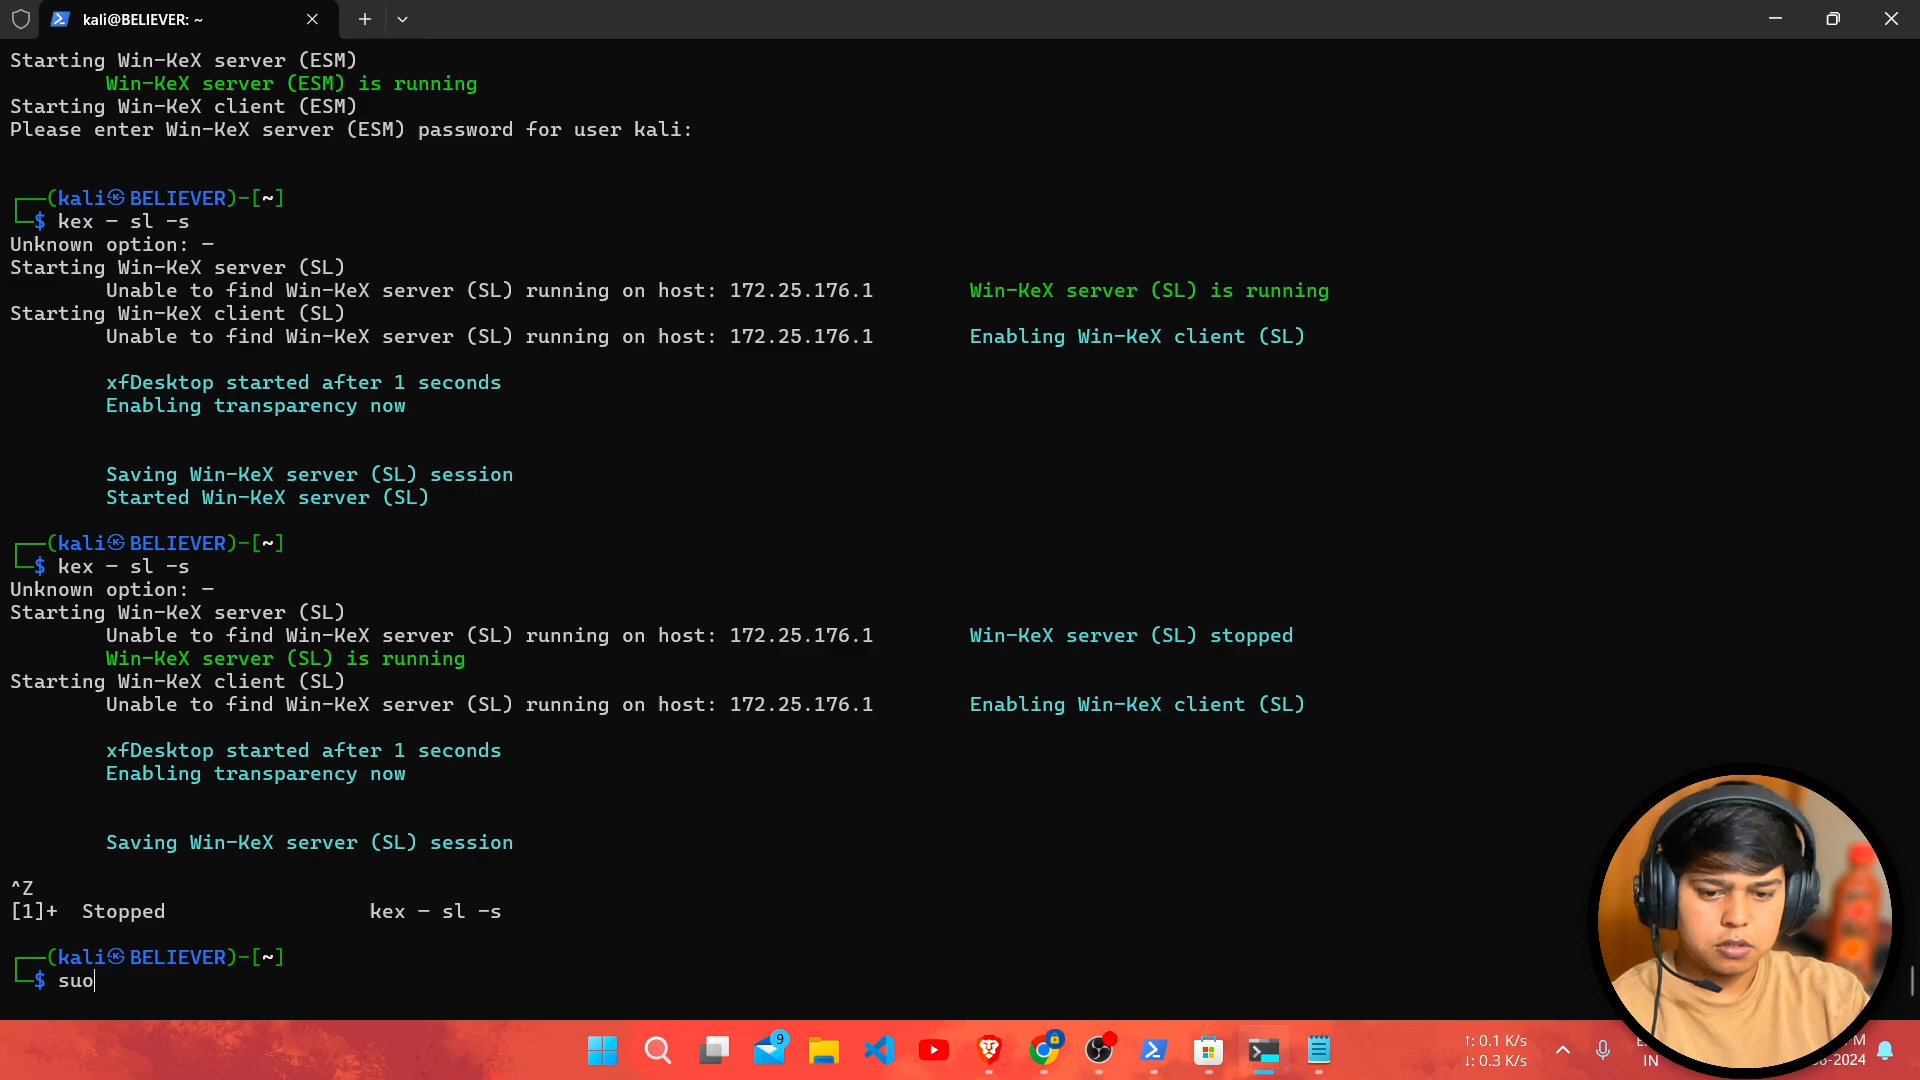 kali@BELIEVER: ~
Starting Win-KeX server (ESM)
Win-KeX server (ESM) is running
Starting Win-KeX client (ESM)
Please enter Win-KeX server (ESM) password for user kali:
┌──(kali㉿BELIEVER)-[~]
└─$ kex - sl -s
Unknown option: -
Starting Win-KeX server (SL)
Unable to find Win-KeX server (SL) running on host: 172.25.176.1 Win-KeX server (SL) is running
Starting Win-KeX client (SL)
Unable to find Win-KeX server (SL) running on host: 172.25.176.1 Enabling Win-KeX client (SL)
xfDesktop started after 1 seconds
Enabling transparency now
Saving Win-KeX server (SL) session
Started Win-KeX server (SL)
┌──(kali㉿BELIEVER)-[~]
└─$ kex - sl -s
Unknown option: -
Starting Win-KeX server (SL)
Unable to find Win-KeX server (SL) running on host: 172.25.176.1 Win-KeX server (SL) stopped
Win-KeX server (SL) is running
Starting Win-KeX client (SL)
Unable to find Win-KeX server (SL) running on host: 172.25.176.1 Enabling Win-KeX client (SL)
xfDesktop started after 1 seconds
Enabling transparency now
Saving Win-KeX server (SL) session
^Z
[1]+ Stopped kex - sl -s
┌──(kali㉿BELIEVER)-[~]
└─$ suo
9
↑: 0.1 K/s
↓: 0.3 K/s
IN
M
-2024